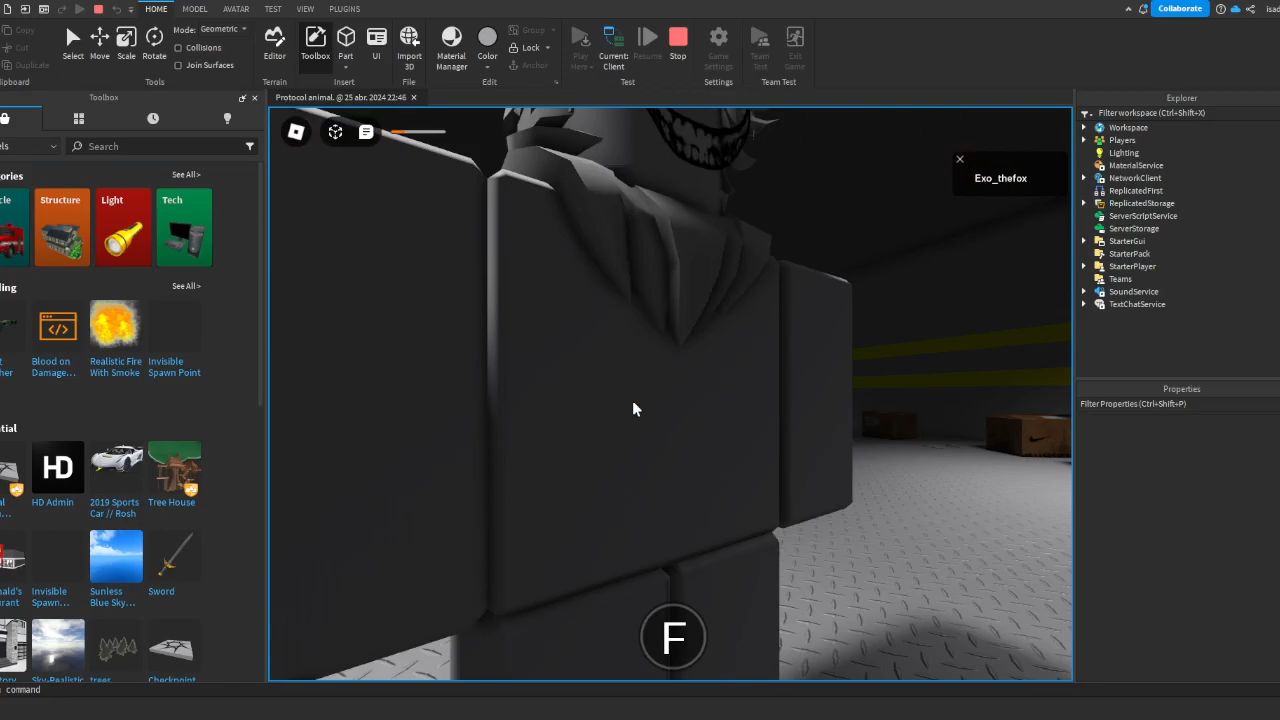 HOME
MODEL
AVATAR
TEST
VIEW
PLUGINS
Collaborate
Copy
Cut
Duplicate
Select
Move
Scale
Rotate
Mode:
Geometric
Collisions
Join Surfaces
Tools
Editor
Terrain
Toolbox
Part
UI
Insert
Import
3D
File
Material
Manager
Color
Group
Lock
Anchor
Edit
Play
Here
Current:
Client
Resume
Stop
Test
Game
Settings
Settings
Team
Test
Exit
Game
Team Test
Toolbox
Protocol animal. @ 25 abr. 2024 22:46
Explorer
Filter workspace (Ctrl+Shift+X)
Search
See All>
Structure
Light
Tech
See All>
Blood on
Damage...
Realistic Fire
With Smoke
Invisible
Spawn Point
HD
HD Admin
2019 Sports
Car // Rosh
Tree House
Invisible
Spawn...
Sunless
Blue Sky...
Sword
Sky-Realistic
trees
Checkpoint
command
Exo_thefox
F
Workspace
Players
Lighting
MaterialService
NetworkClient
ReplicatedFirst
ReplicatedStorage
ServerScriptService
ServerStorage
StarterGui
StarterPack
StarterPlayer
Teams
SoundService
TextChatService
Properties
Filter Properties (Ctrl+Shift+P)